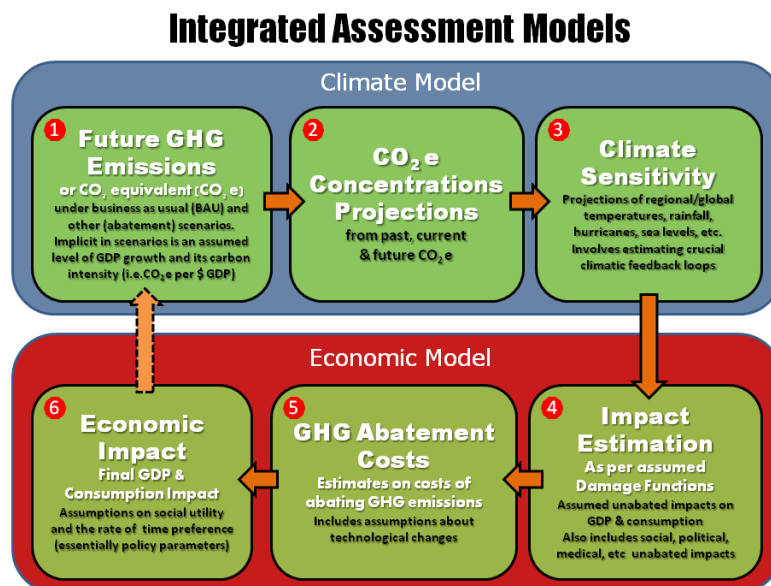 Integrated Assessment Models
Climate Model
1
Future GHG
Emissions
or CO₂ equivalent (CO₂ e)
under business as usual (BAU) and
other (abatement) scenarios.
Implicit in scenarios is an assumed
level of GDP growth and its carbon
intensity (i.e.CO₂e per $ GDP)
2
CO₂ e
Concentrations
Projections
from past, current
& future CO₂ e
3
Climate
Sensitivity
Projections of regional/global
temperatures, rainfall,
hurricanes, sea levels, etc.
Involves estimating crucial
climatic feedback loops
Economic Model
6
Economic
Impact
Final GDP &
Consumption Impact
Assumptions on social utility
and the rate of time preference
(essentially policy parameters)
5
GHG Abatement
Costs
Estimates on costs of
abating GHG emissions
Includes assumptions about
technological changes
4
Impact
Estimation
As per assumed
Damage Functions
Assumed unabated impacts on
GDP & consumption
Also includes social, political,
medical, etc unabated impacts